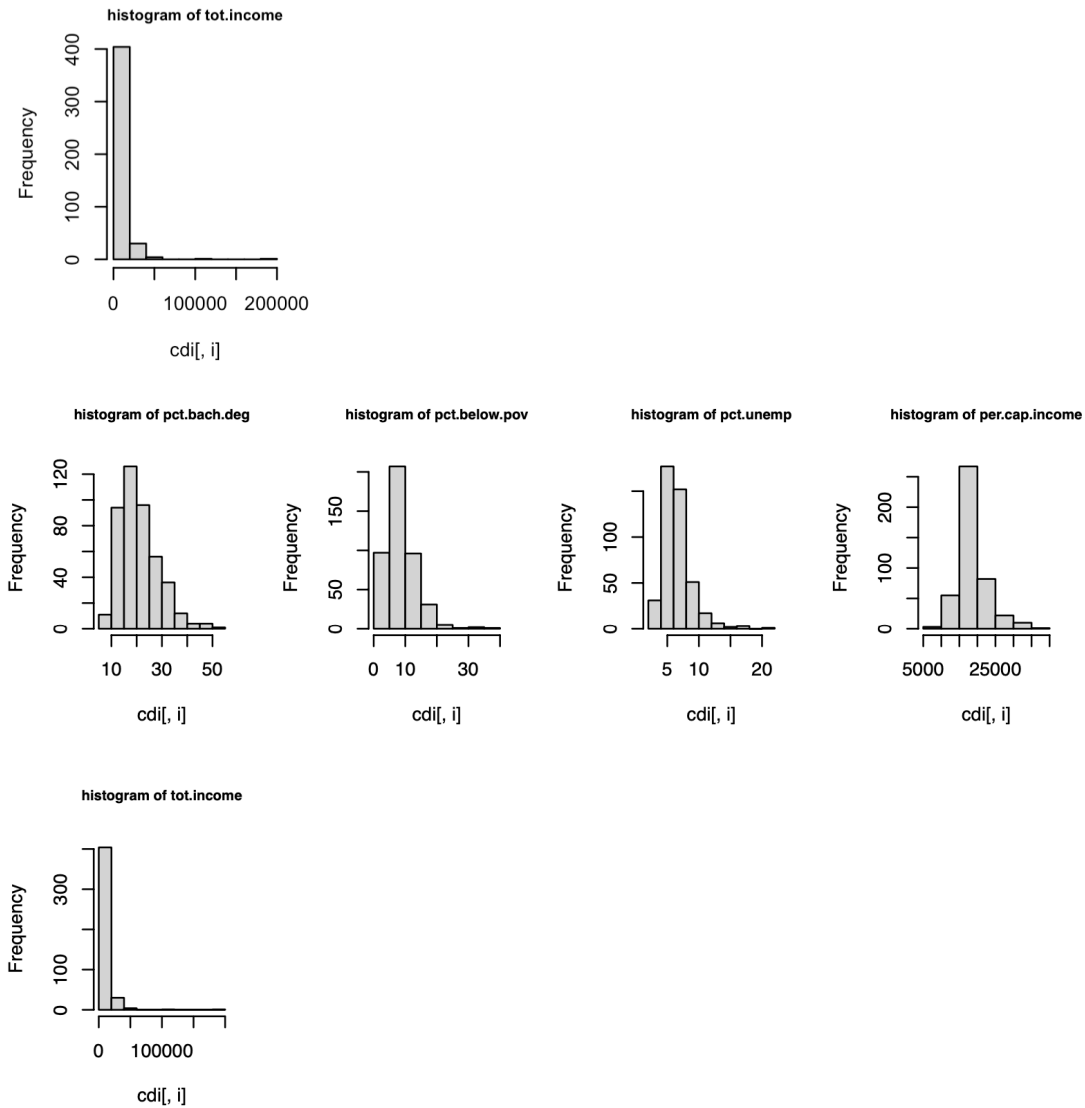 histogram of tot.income
400
300
200
100
0
Frequency
0 100000 200000
cdi[, i]
histogram of pct.bach.deg
120
80
40
0
Frequency
10 30 50
cdi[, i]
histogram of pct.below.pov
150
50
0
Frequency
0 10 30
cdi[, i]
histogram of pct.unemp
100
50
0
Frequency
5 10 20
cdi[, i]
histogram of per.cap.income
200
100
0
Frequency
5000 25000
cdi[, i]
histogram of tot.income
300
100
0
Frequency
0 100000
cdi[, i]